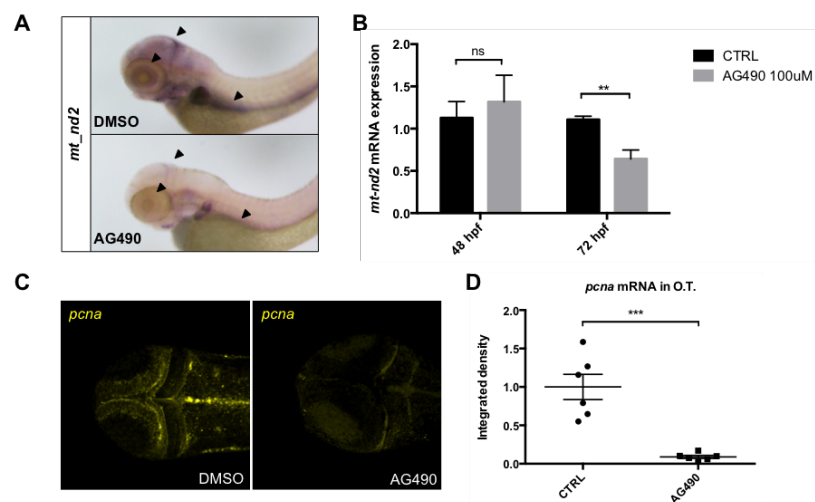 A
mt_nd2
DMSO
AG490
B
mt-nd2 mRNA expression
2.0
1.5
1.0
0.5
0.0
ns
**
48 hpf
72 hpf
CTRL
AG490 100uM
C
pcna
DMSO
pcna
AG490
D
pcna mRNA in O.T.
Integrated density
2.0
1.5
1.0
0.5
0.0
***
CTRL
AG490